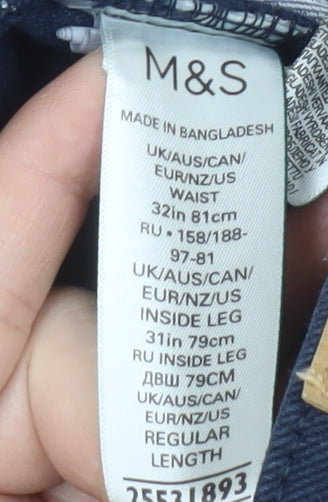 M&S
MADE IN BANGLADESH
UK/AUS/CAN/
EUR/NZ/US
WAIST
32in 81cm
RU • 158/188-
97-81
UK/AUS/CAN/
EUR/NZ/US
INSIDE LEG
31in 79cm
RU INSIDE LEG
ДВШ 79CM
UK/AUS/CAN/
EUR/NZ/US
REGULAR
LENGTH
25531893